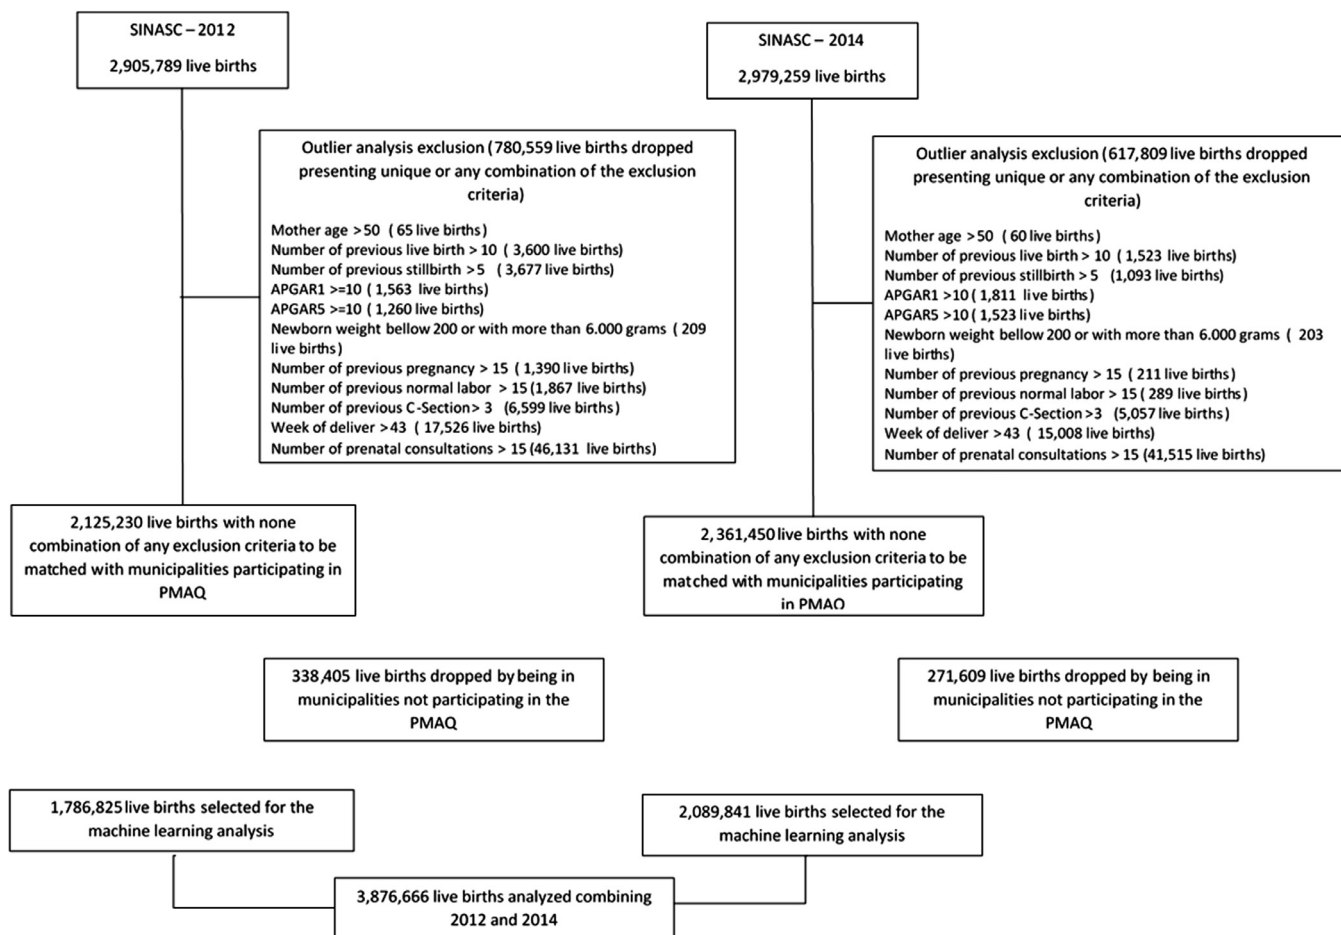 SINASC – 2012
2,905,789 live births
Outlier analysis exclusion (780,559 live births dropped
presenting unique or any combination of the exclusion
criteria)
Mother age > 50 ( 65 live births)
Number of previous live birth > 10 ( 3,600 live births)
Number of previous stillbirth > 5 ( 3,677 live births)
APGAR1 >=10 ( 1,563 live births)
APGAR5 >=10 ( 1,260 live births)
Newborn weight bellow 200 or with more than 6.000 grams ( 209
live births)
Number of previous pregnancy > 15 ( 1,390 live births)
Number of previous normal labor > 15 (1,867 live births)
Number of previous C-Section > 3 (6,599 live births)
Week of deliver > 43 ( 17,526 live births)
Number of prenatal consultations > 15 (46,131 live births)
2,125,230 live births with none
combination of any exclusion criteria to be
matched with municipalities participating in
PMAQ
338,405 live births dropped by being in
municipalities not participating in the
PMAQ
1,786,825 live births selected for the
machine learning analysis
SINASC – 2014
2,979,259 live births
Outlier analysis exclusion (617,809 live births dropped
presenting unique or any combination of the exclusion
criteria)
Mother age > 50 ( 60 live births)
Number of previous live birth > 10 ( 1,523 live births)
Number of previous stillbirth > 5 (1,093 live births)
APGAR1 >10 ( 1,811 live births)
APGAR5 >10 ( 1,523 live births)
Newborn weight bellow 200 or with more than 6.000 grams ( 203
live births)
Number of previous pregnancy > 15 ( 211 live births)
Number of previous normal labor > 15 ( 289 live births)
Number of previous C-Section >3 (5,057 live births)
Week of deliver > 43 ( 15,008 live births)
Number of prenatal consultations > 15 (41,515 live births)
2,361,450 live births with none
combination of any exclusion criteria to be
matched with municipalities participating
in PMAQ
271,609 live births dropped by being in
municipalities not participating in the
PMAQ
2,089,841 live births selected for the
machine learning analysis
3,876,666 live births analyzed combining
2012 and 2014